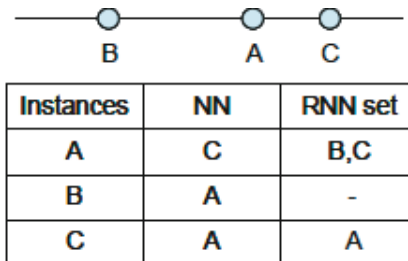 B A C
Instances NN RNN set
A C B,C
B A -
C A A